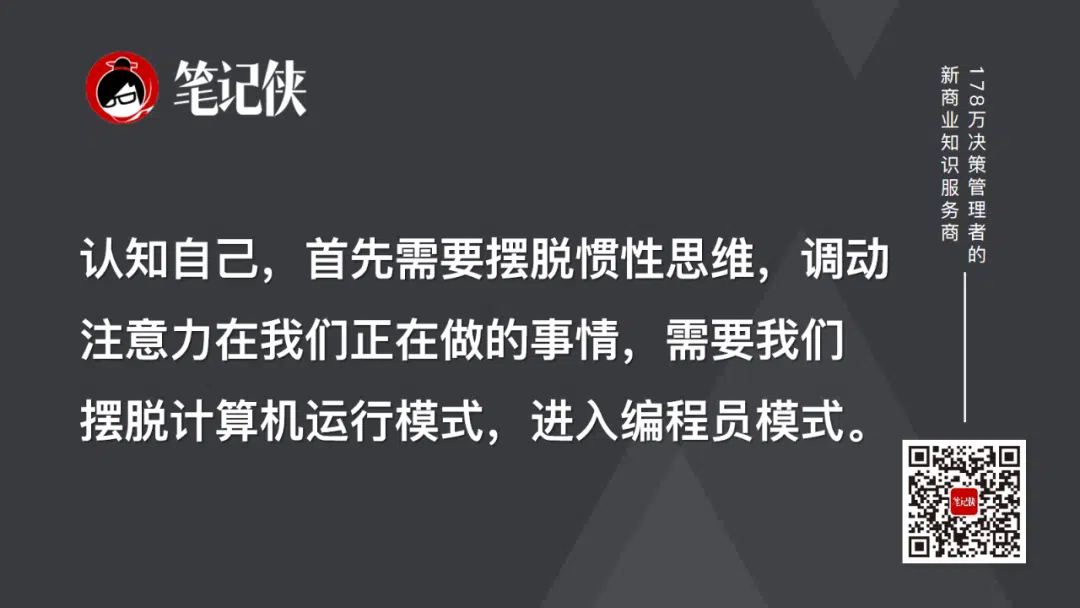 笔记侠
178万决策管理者的
新商业知识服务商
认知自己，首先需要摆脱惯性思维，调动
注意力在我们正在做的事情，需要我们
摆脱计算机运行模式，进入编程员模式。
笔记侠